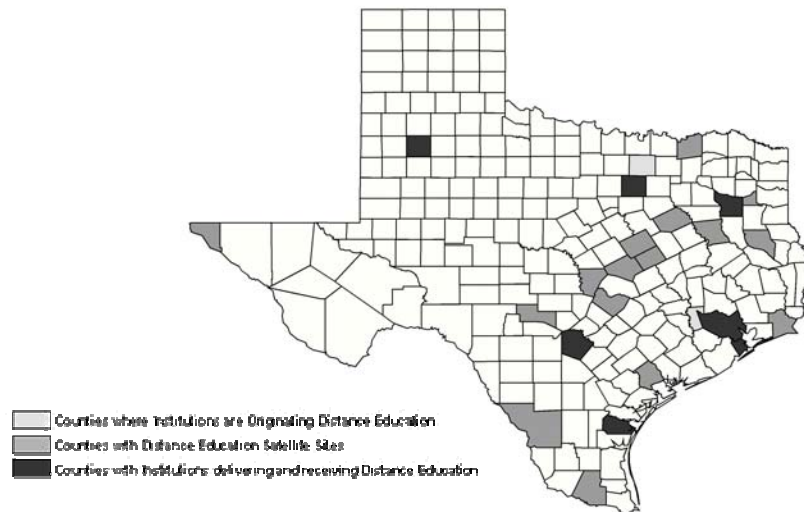 Counties where Institutions are Originating Distance Education
Counties with Distance Education Satellite Sites
Counties with Institutions delivering and receiving Distance Education